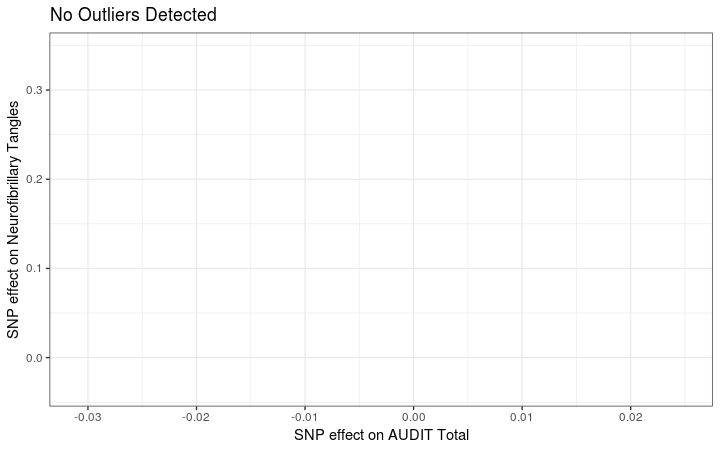 No Outliers Detected
SNP effect on Neurofibrillary Tangles
0.3
0.2
0.1
0.0
-0.03 -0.02 -0.01 0.00 0.01 0.02
SNP effect on AUDIT Total